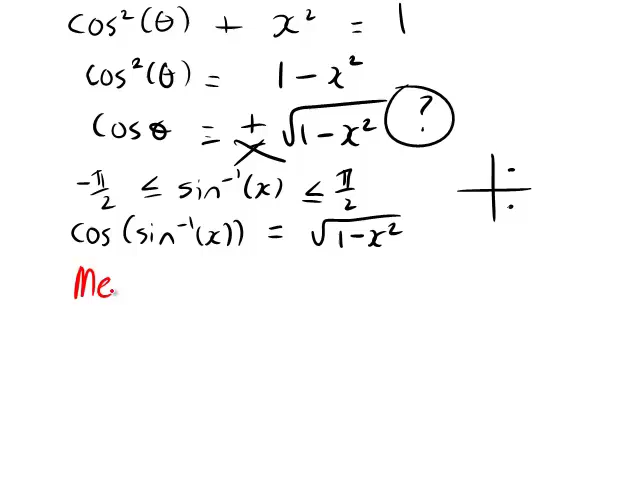 cos²(θ) + x² = 1
cos²(θ) = 1 - x²
cos θ = ± √(1 - x²) ?
-π/2 ≤ sin⁻¹(x) ≤ π/2
cos(sin⁻¹(x)) = √(1-x²)
Me